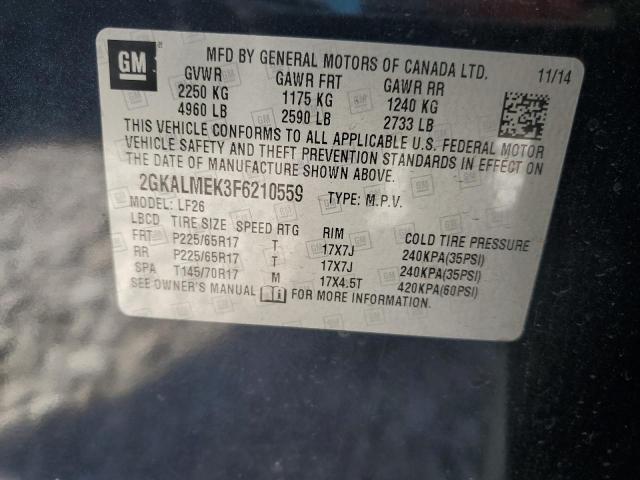 GM
MFD BY GENERAL MOTORS OF CANADA LTD. 11/14
GVWR GAWR FRT GAWR RR
2250 KG 1175 KG 1240 KG
4960 LB 2590 LB 2733 LB
THIS VEHICLE CONFORMS TO ALL APPLICABLE U.S. FEDERAL MOTOR
VEHICLE SAFETY AND THEFT PREVENTION STANDARDS IN EFFECT ON
THE DATE OF MANUFACTURE SHOWN ABOVE.
2GKALMEK3F6210559 TYPE: M.P.V.
MODEL: LF26
LBCD TIRE SIZE SPEED RTG RIM COLD TIRE PRESSURE
FRT P225/65R17 T 17X7J 240KPA(35PSI)
RR P225/65R17 T 17X7J 240KPA(35PSI)
SPA T145/70R17 M 17X4.5T 420KPA(60PSI)
SEE OWNER'S MANUAL FOR MORE INFORMATION.